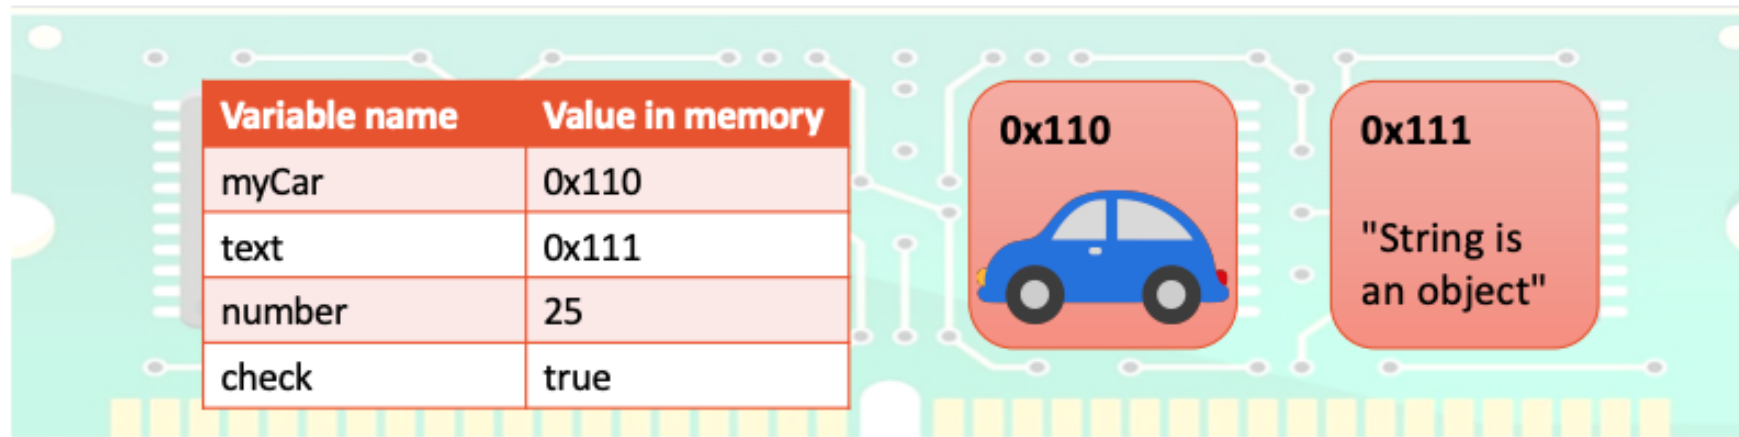 Variable name Value in memory
myCar 0x110
text 0x111
number 25
check true
0x110
0x111
"String is
an object"